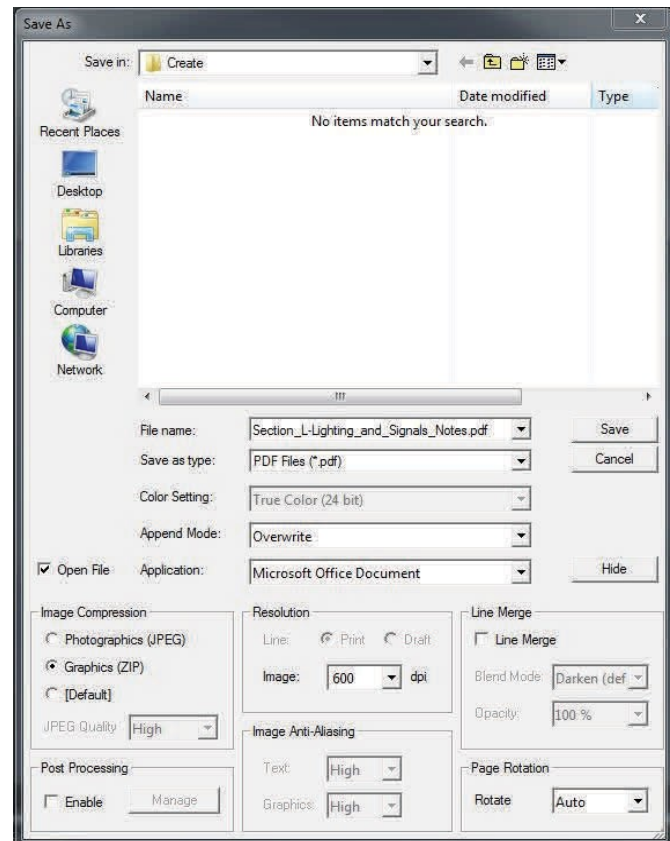 Save As
X
Save in: Create
Name Date modified Type
No items match your search.
Recent Places
Desktop
Libraries
Computer
Network
File name: Section_L-Lighting_and_Signals_Notes.pdf Save
Save as type: PDF Files (*.pdf) Cancel
Color Setting: True Color (24 bit)
Append Mode: Overwrite
Open File Application: Microsoft Office Document Hide
Image Compression
Photographics (JPEG)
Graphics (ZIP)
[Default]
JPEG Quality High
Resolution
Line: Print Draft
Image: 600 dpi
Line Merge
Line Merge
Blend Mode: Darken (def
Opacity: 100 %
Image Anti-Aliasing
Text: High
Graphics: High
Post Processing
Enable Manage
Page Rotation
Rotate Auto